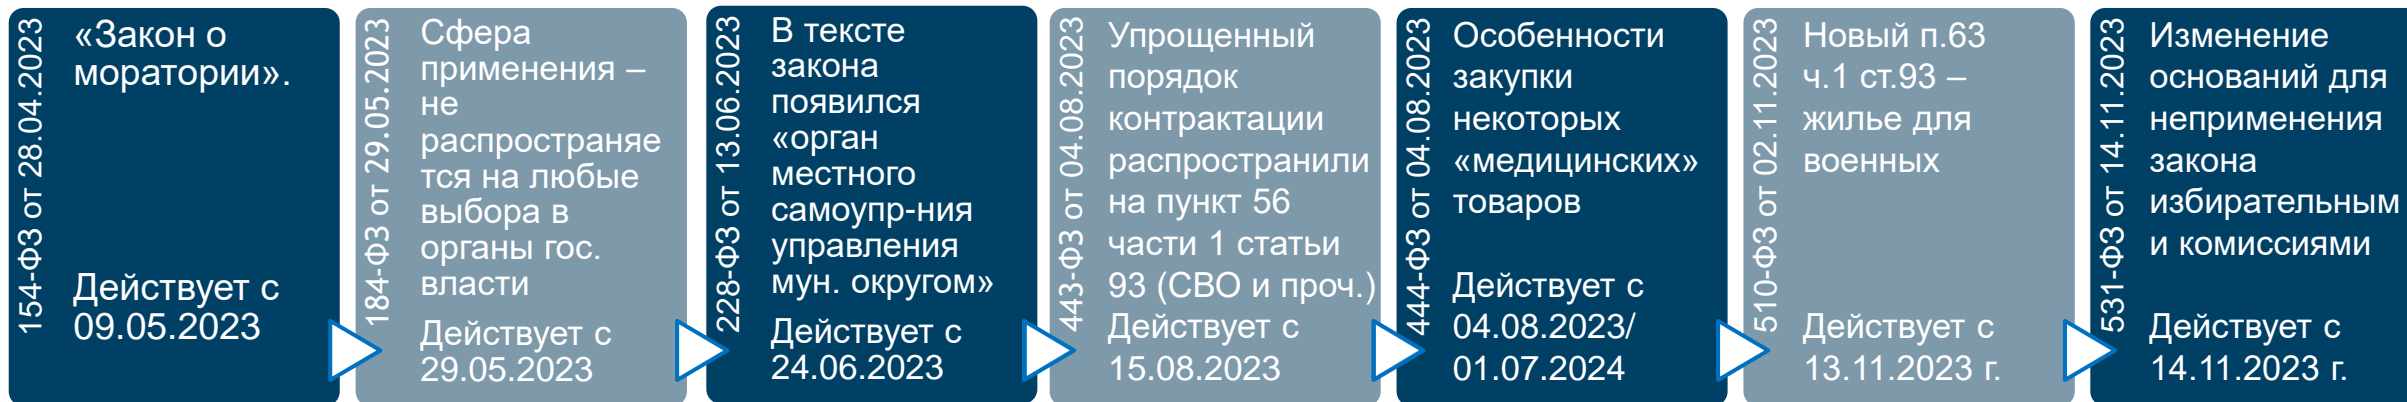 154-ФЗ от 28.04.2023
«Закон о
моратории».
Действует с
09.05.2023
184-ФЗ от 29.05.2023
Сфера
применения –
не
распространяе
тся на любые
выбора в
органы гос.
власти
Действует с
29.05.2023
228-ФЗ от 13.06.2023
В тексте
закона
появился
«орган
местного
самоупр-ния
управления
мун. округом»
Действует с
24.06.2023
443-ФЗ от 04.08.2023
Упрощенный
порядок
контрактации
распространили
на пункт 56
части 1 статьи
93 (СВО и проч.)
Действует с
15.08.2023
444-ФЗ от 04.08.2023
Особенности
закупки
некоторых
«медицинских»
товаров
Действует с
04.08.2023/
01.07.2024
510-ФЗ от 02.11.2023
Новый п.63
ч.1 ст.93 –
жилье для
военных
Действует с
13.11.2023 г.
531-ФЗ от 14.11.2023
Изменение
оснований для
неприменения
закона
избирательным
и комиссиями
Действует с
14.11.2023 г.